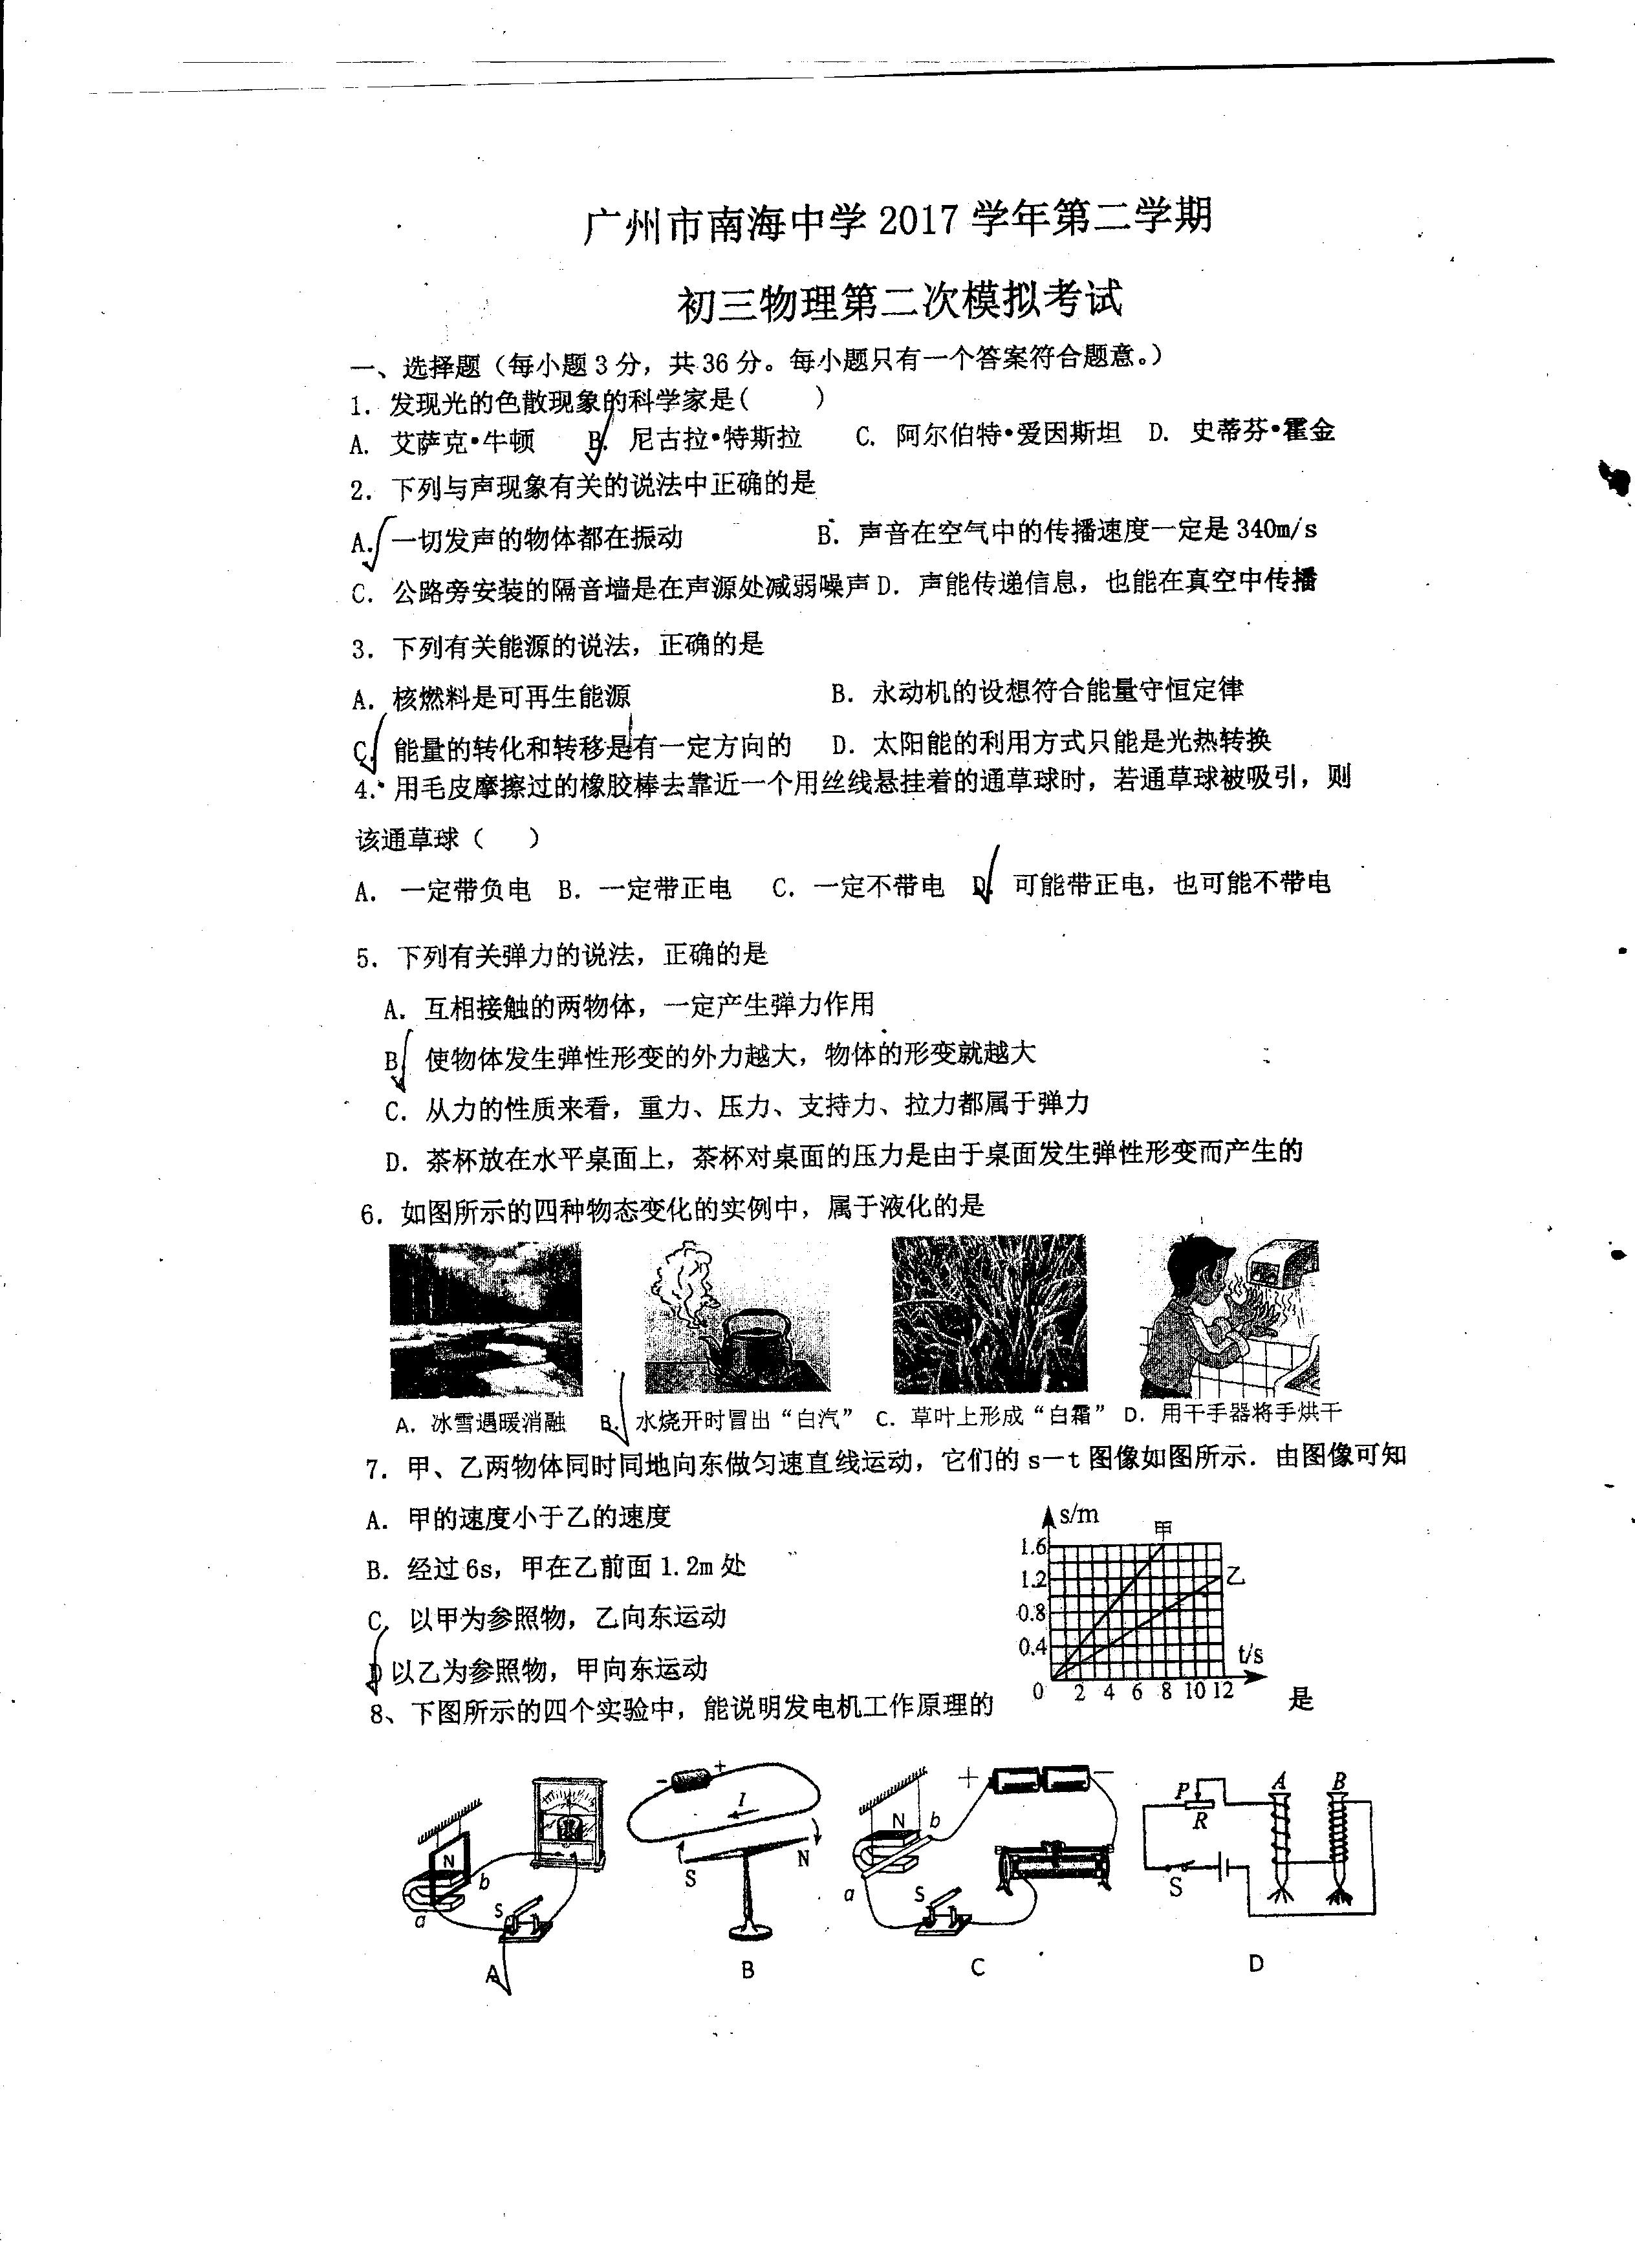 广州市南海中学 2017 学年第二学期
初三物理第二次模拟考试
一、选择题（每小题 3 分，共 36 分。每小题只有一个答案符合题意。）
1. 发现光的色散现象的科学家是(      )
A. 艾萨克•牛顿  B. 尼古拉•特斯拉  C. 阿尔伯特•爱因斯坦  D. 史蒂芬•霍金
2. 下列与声现象有关的说法中正确的是
A. 一切发声的物体都在振动  B. 声音在空气中的传播速度一定是 340m/s
C. 公路旁安装的隔音墙是在声源处减弱噪声 D. 声能传递信息，也能在真空中传播
3. 下列有关能源的说法，正确的是
A. 核燃料是可再生能源  B. 永动机的设想符合能量守恒定律
C. 能量的转化和转移是有一定方向的  D. 太阳能的利用方式只能是光热转换
4. 用毛皮摩擦过的橡胶棒去靠近一个用丝线悬挂着的通草球时，若通草球被吸引，则
该通草球（    ）
A. 一定带负电  B. 一定带正电  C. 一定不带电  D. 可能带正电，也可能不带电
5. 下列有关弹力的说法，正确的是
A. 互相接触的两物体，一定产生弹力作用
B 使物体发生弹性形变的外力越大，物体的形变就越大
C. 从力的性质来看，重力、压力、支持力、拉力都属于弹力
D. 茶杯放在水平桌面上，茶杯对桌面的压力是由于桌面发生弹性形变而产生的
6. 如图所示的四种物态变化的实例中，属于液化的是
A. 冰雪遇暖消融  B. 水烧开时冒出“白汽”  C. 草叶上形成“白霜”  D. 用干手器将手烘干
7. 甲、乙两物体同时同地向东做匀速直线运动，它们的 s—t 图像如图所示. 由图像可知
A. 甲的速度小于乙的速度
B. 经过 6s，甲在乙前面 1.2m 处
C. 以甲为参照物，乙向东运动
D 以乙为参照物，甲向东运动
s/m
甲
1.6
1.2
乙
0.8
0.4
t/s
0 2 4 6 8 10 12
8、下图所示的四个实验中，能说明发电机工作原理的 是
N a b S
A
- + I S N
B
+ - N a b S
C
P R S A B
D